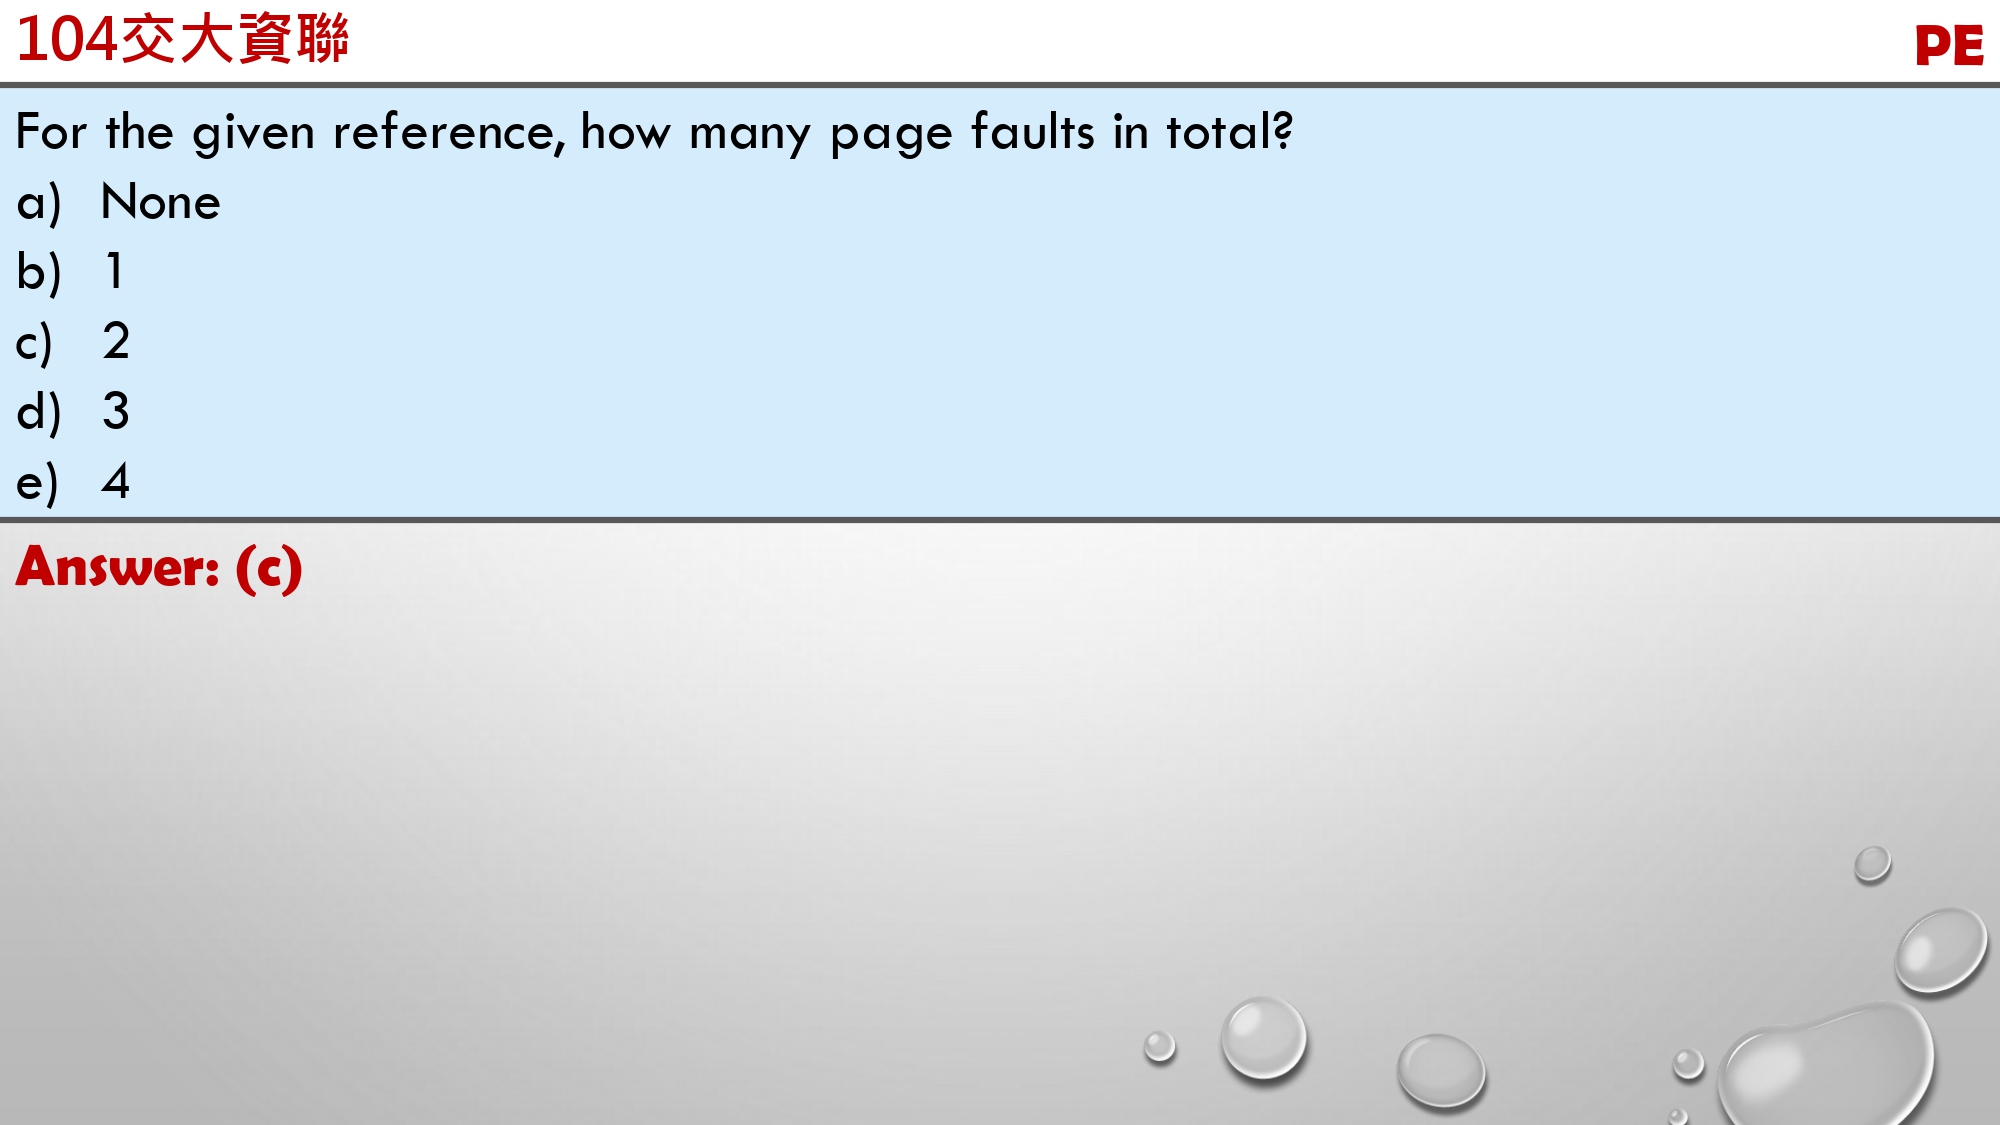 104交大資聯
PE
For the given reference, how many page faults in total?
a) None
b) 1
c) 2
d) 3
e) 4
Answer: (c)